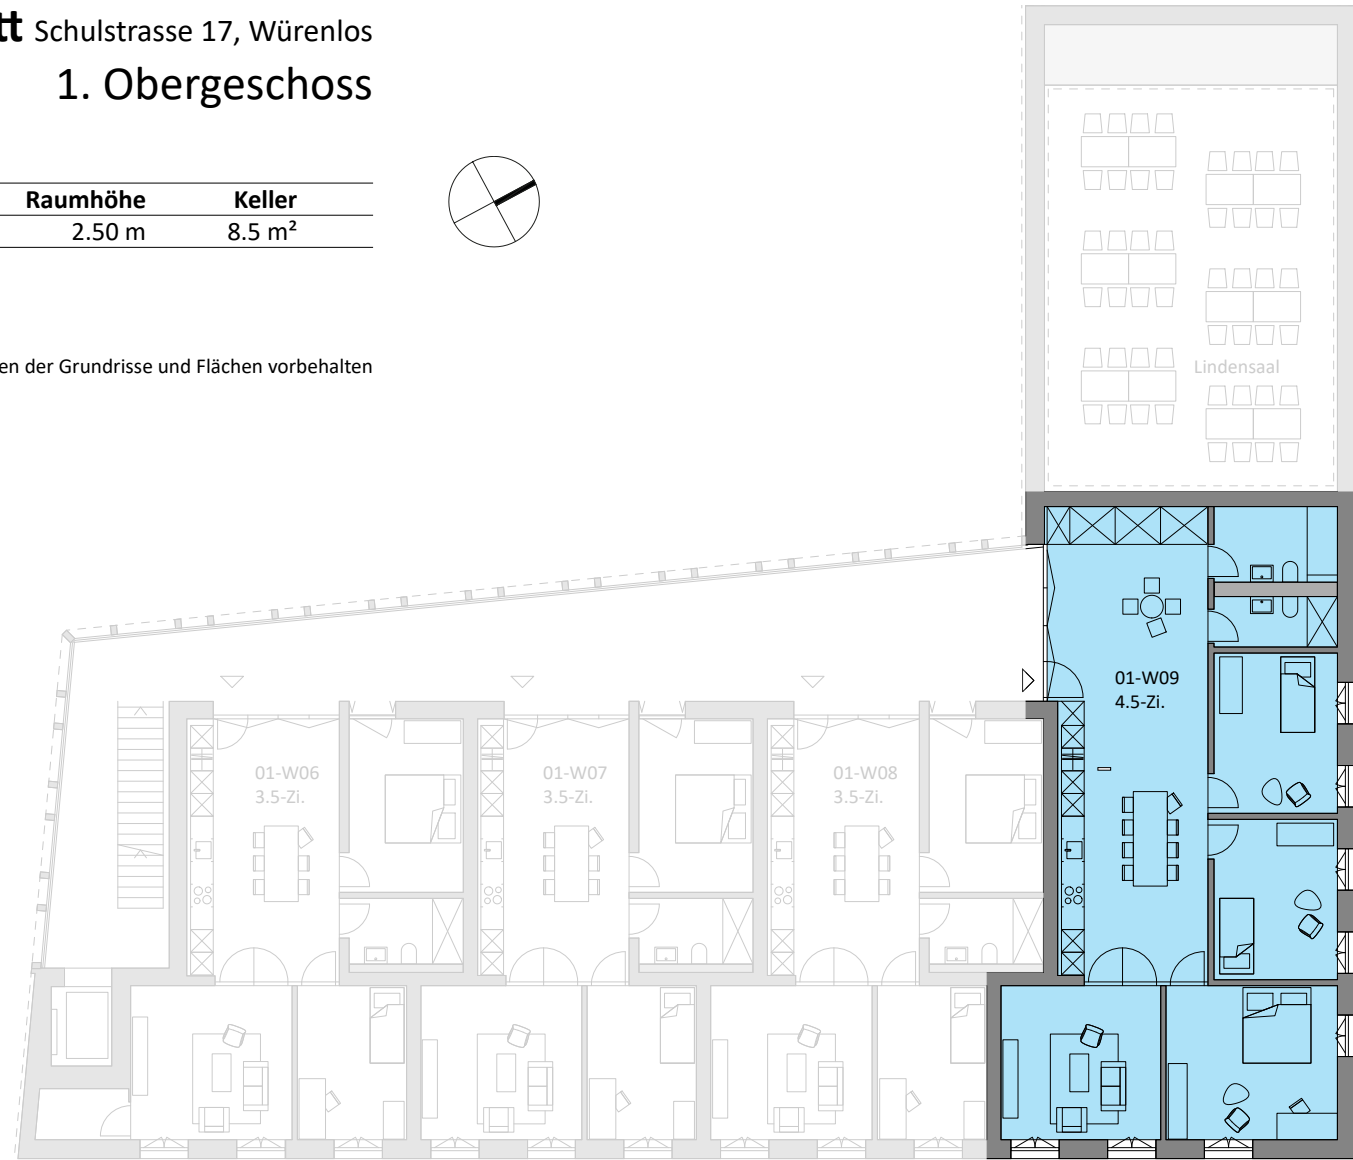 tt Schulstrasse 17, Würenlos
1. Obergeschoss
Raumhöhe Keller
2.50 m 8.5 m²
en der Grundrisse und Flächen vorbehalten
Lindensaal
01-W09
4.5-Zi.
01-W06
3.5-Zi.
01-W07
3.5-Zi.
01-W08
3.5-Zi.